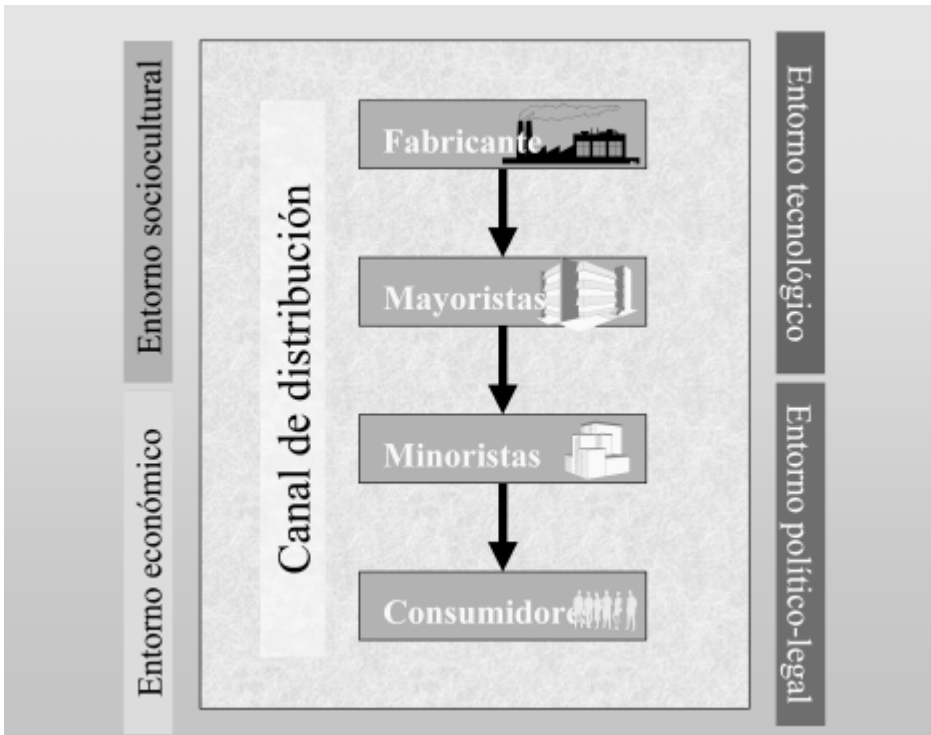 Entorno sociocultural
Entorno económico
Canal de distribución
Fabricante
Mayoristas
Minoristas
Consumidores
Entorno tecnológico
Entorno político-legal